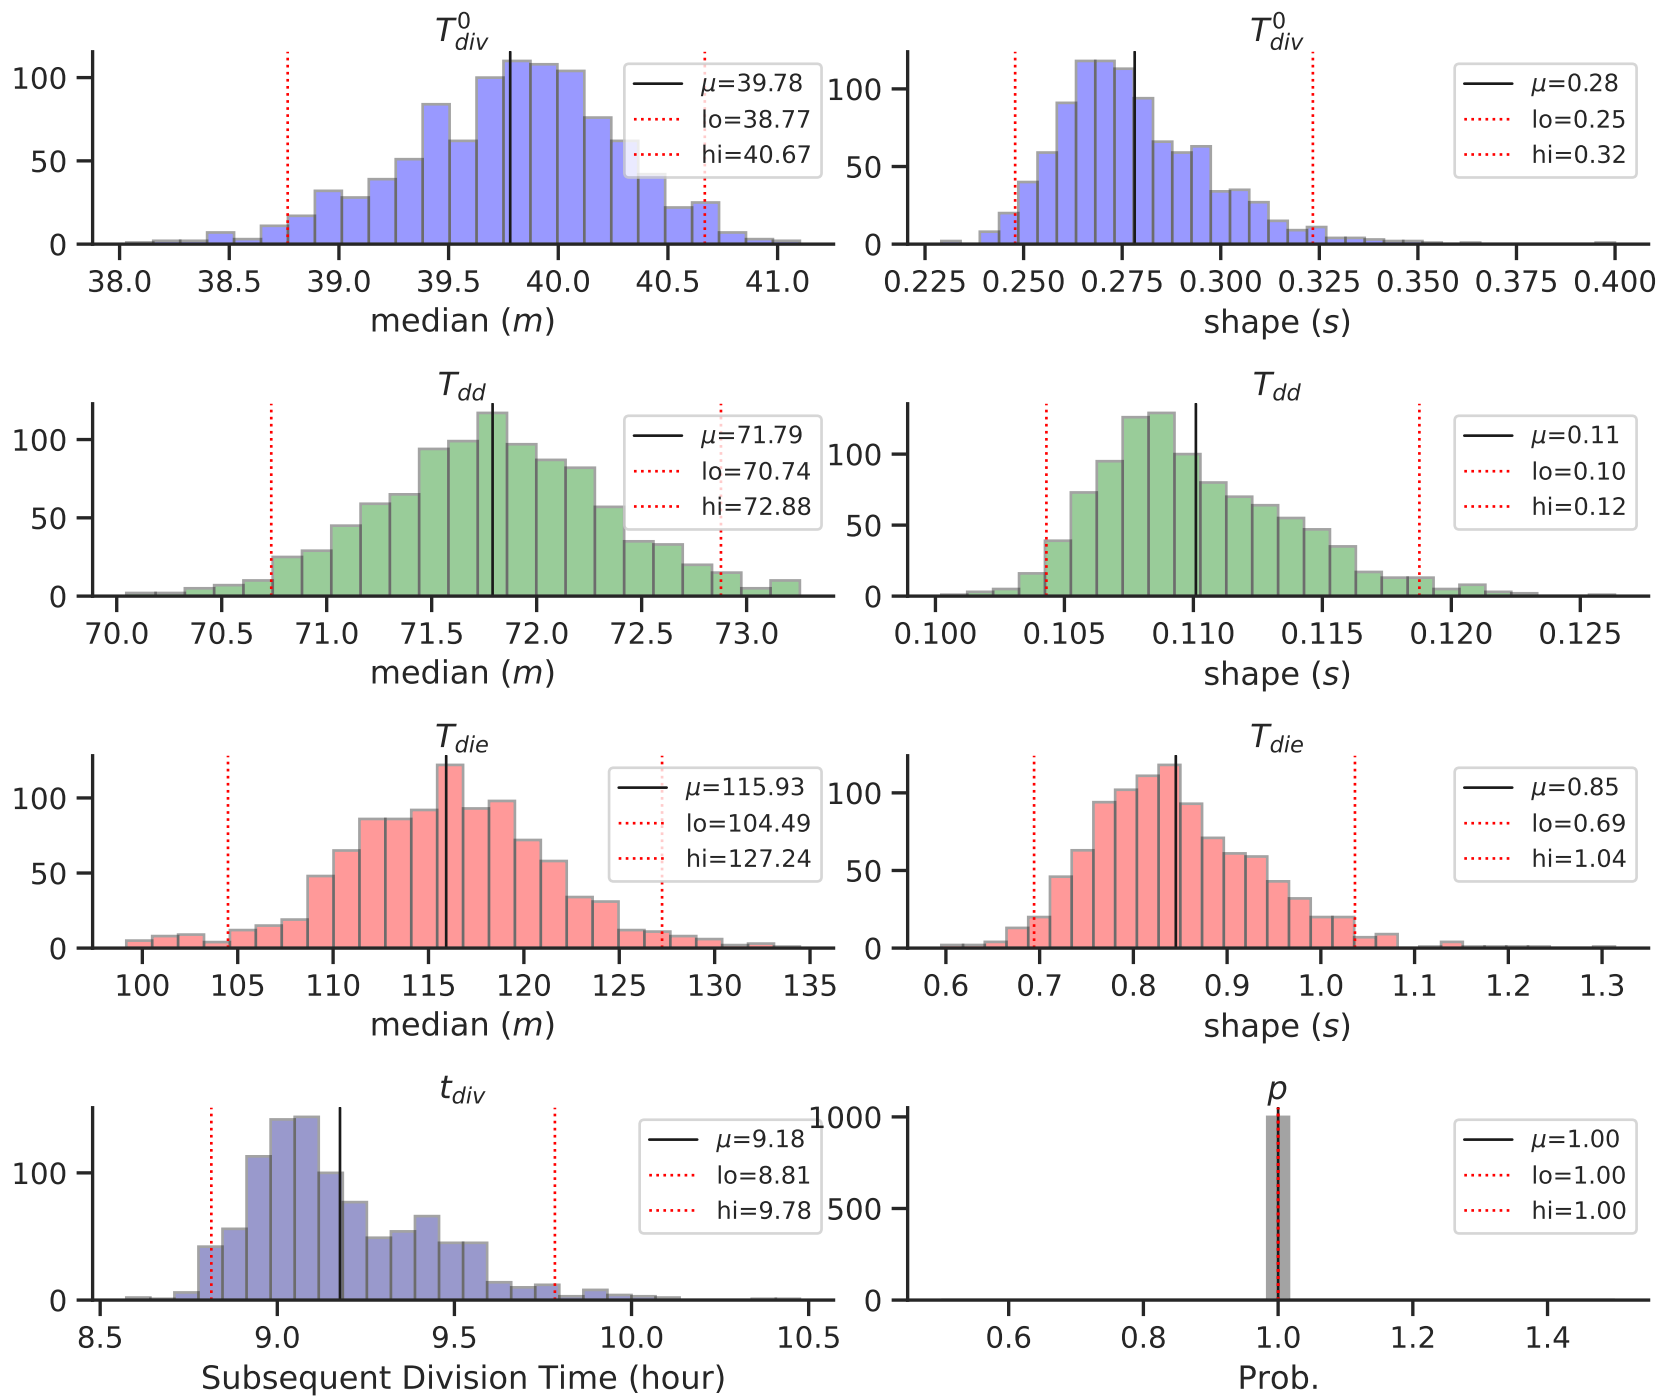 T⁰div
100
50
0
μ=39.78
lo=38.77
hi=40.67
38.0 38.5 39.0 39.5 40.0 40.5 41.0
median (m)
T⁰div
100
50
0
μ=0.28
lo=0.25
hi=0.32
0.225 0.250 0.275 0.300 0.325 0.350 0.375 0.400
shape (s)
Tdd
100
50
0
μ=71.79
lo=70.74
hi=72.88
70.0 70.5 71.0 71.5 72.0 72.5 73.0
median (m)
Tdd
100
50
0
μ=0.11
lo=0.10
hi=0.12
0.100 0.105 0.110 0.115 0.120 0.125
shape (s)
Tdie
100
50
0
μ=115.93
lo=104.49
hi=127.24
100 105 110 115 120 125 130 135
median (m)
Tdie
100
50
0
μ=0.85
lo=0.69
hi=1.04
0.6 0.7 0.8 0.9 1.0 1.1 1.2 1.3
shape (s)
tdiv
100
0
μ=9.18
lo=8.81
hi=9.78
8.5 9.0 9.5 10.0 10.5
Subsequent Division Time (hour)
p
1000
500
0
μ=1.00
lo=1.00
hi=1.00
0.6 0.8 1.0 1.2 1.4
Prob.